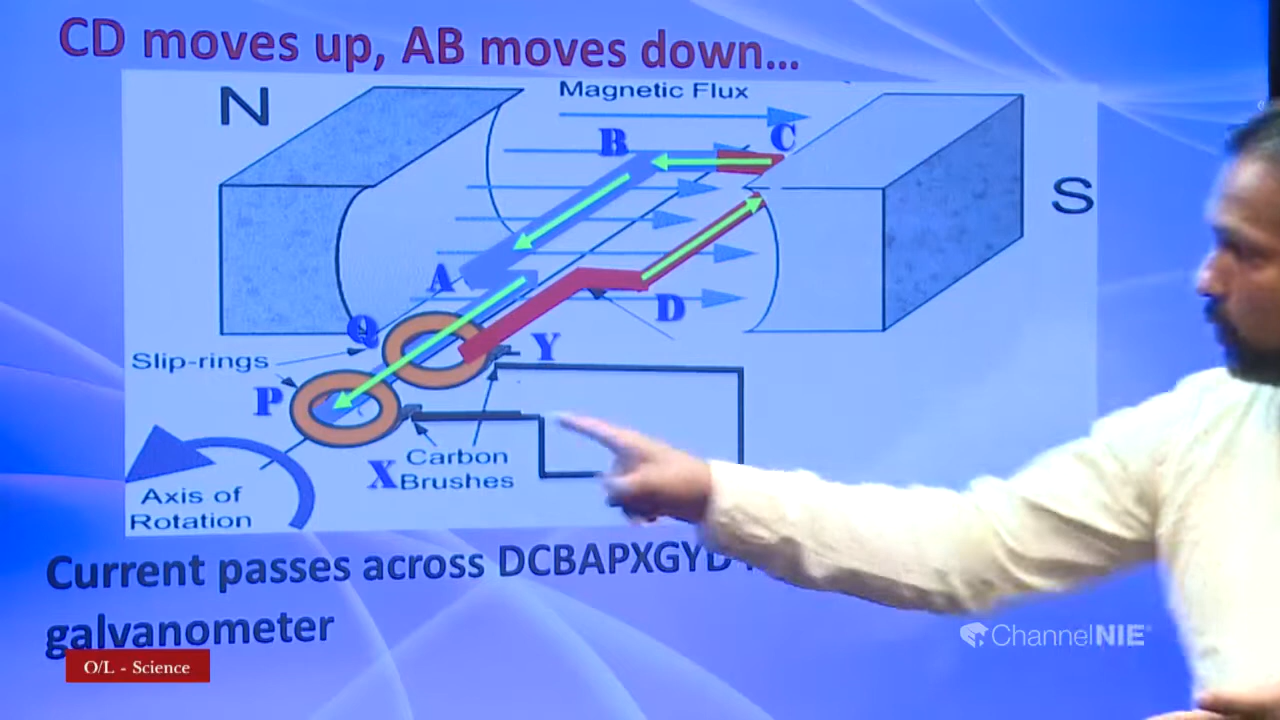 CD moves up, AB moves down...
N
Magnetic Flux
B
C
S
A
D
Q
Y
Slip-rings
P
X
Carbon
Brushes
Axis of
Rotation
Current passes across DCBAPXGYD
galvanometer
O/L - Science
ChannelNIE